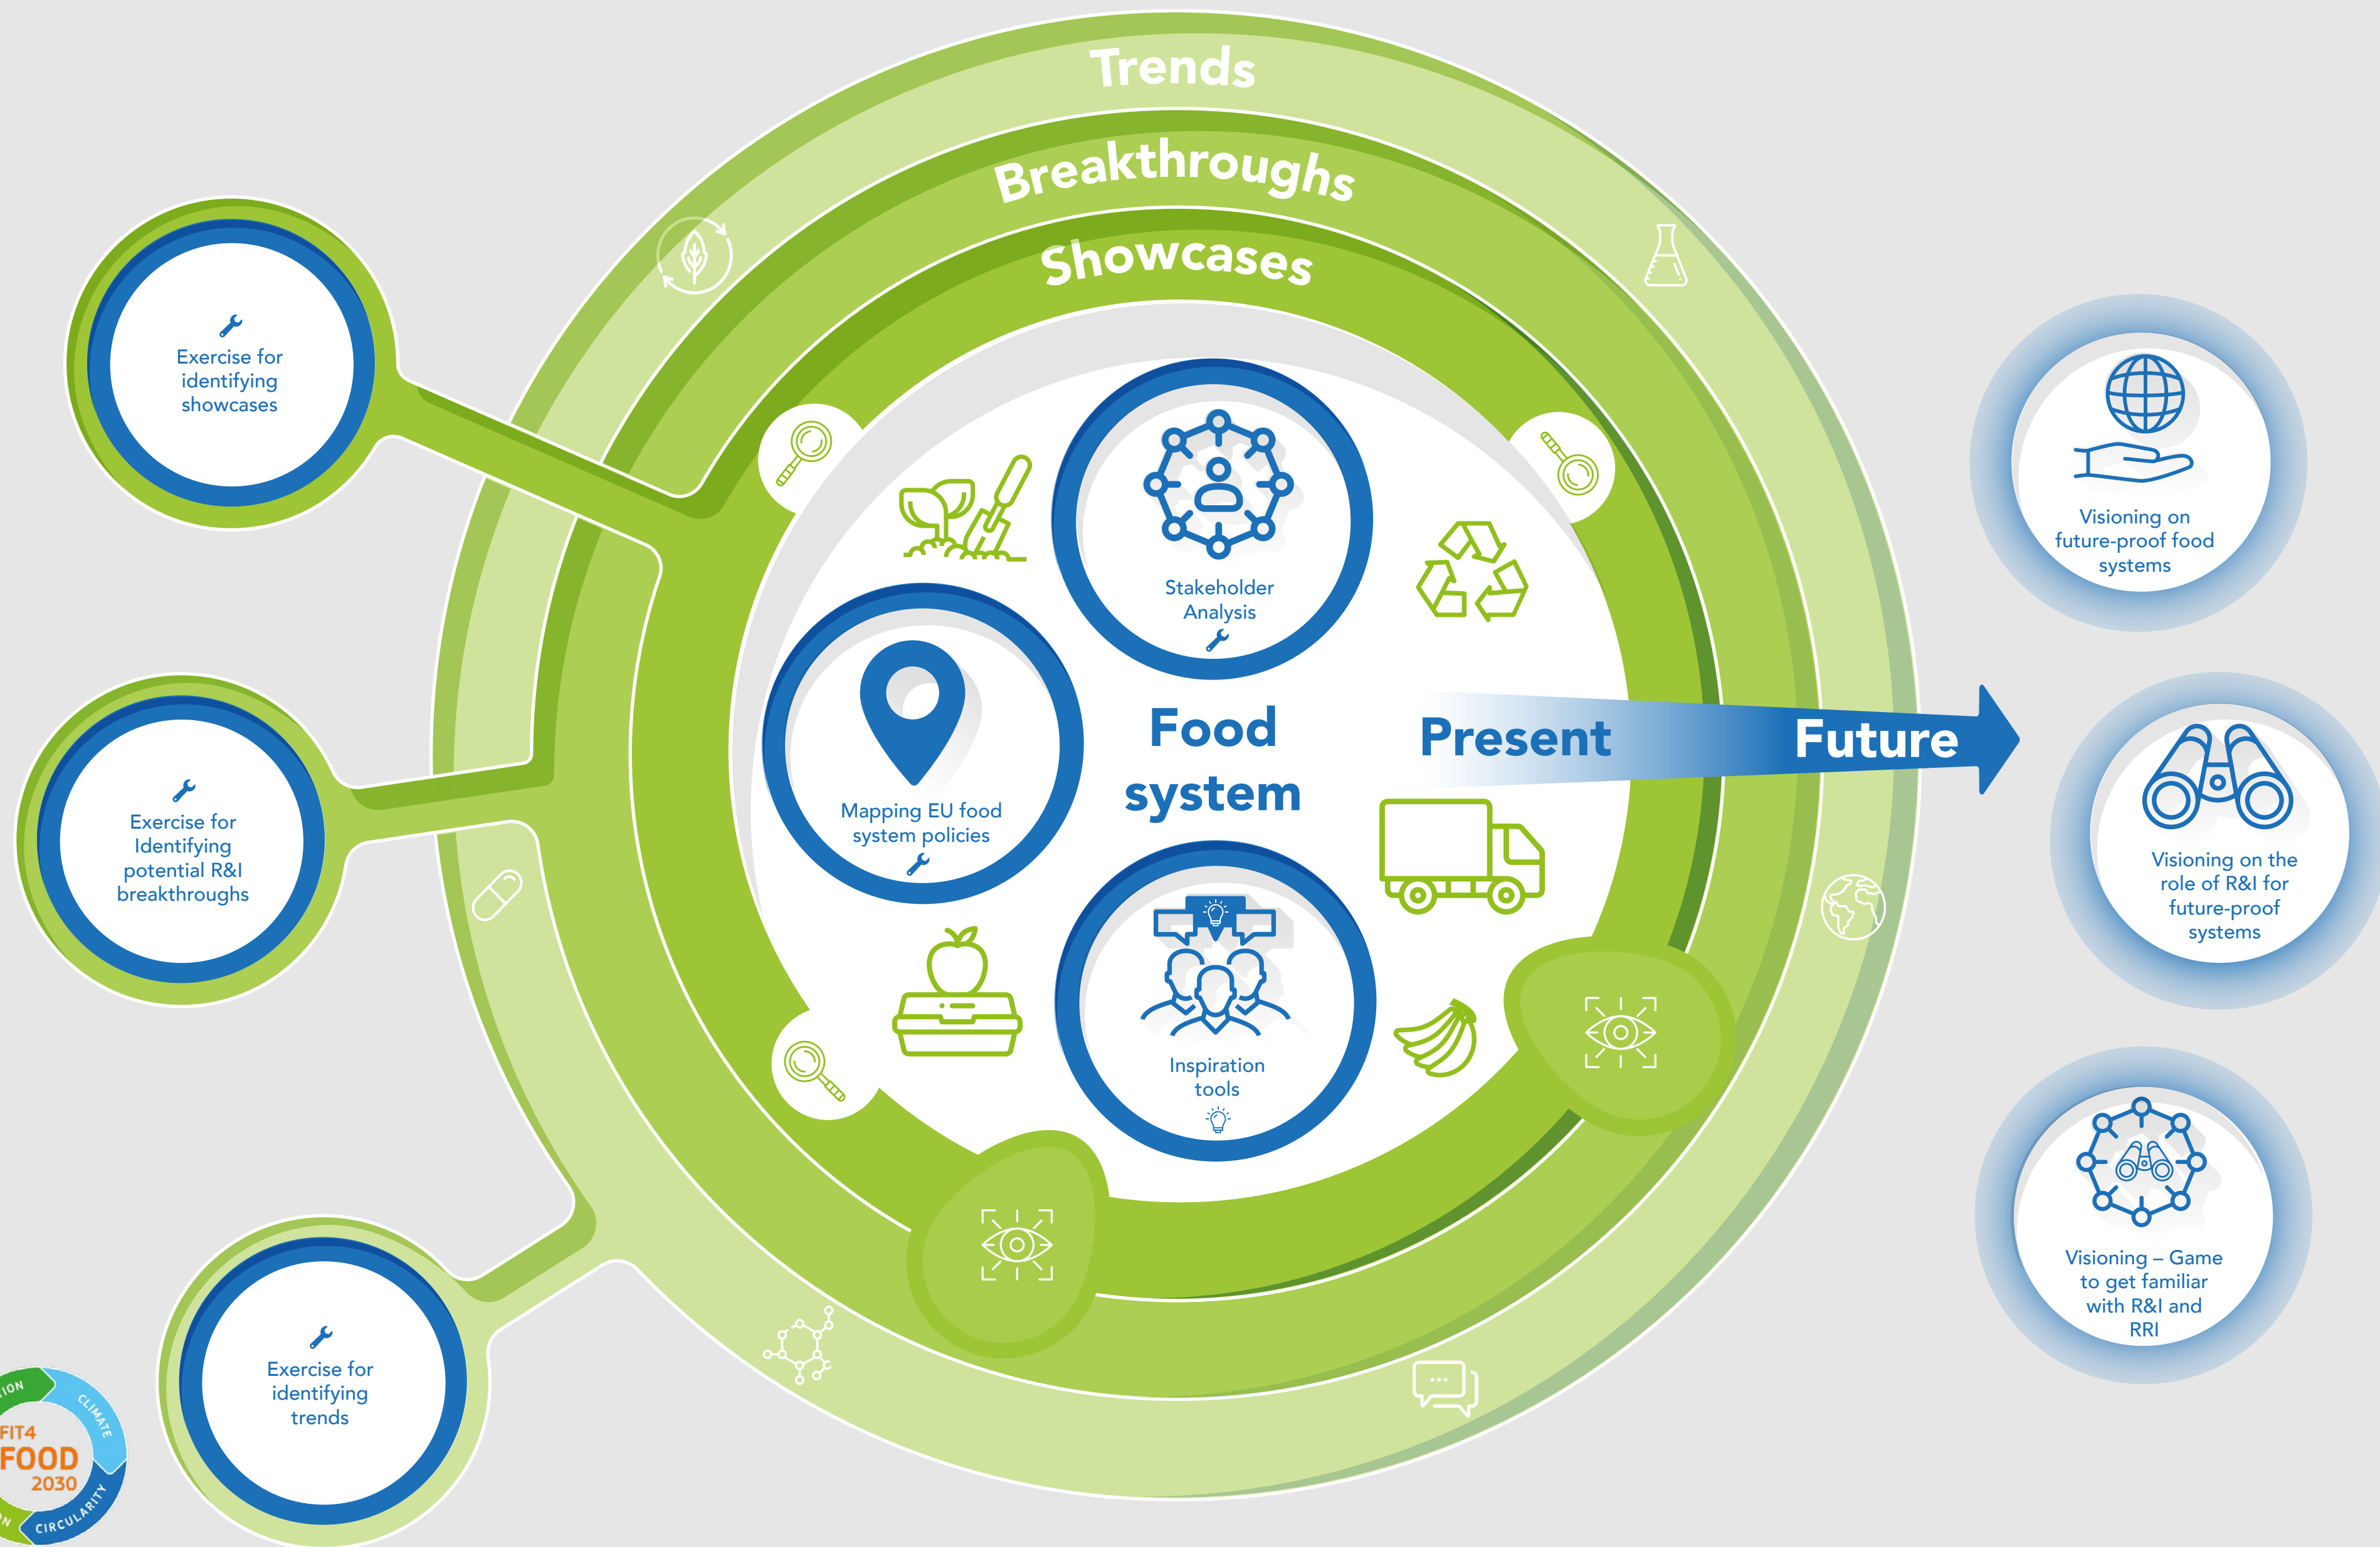 Trends
Breakthroughs
Showcases
Exercise for
identifying
showcases
Exercise for
Identifying
potential R&I
breakthroughs
Exercise for
identifying
trends
Stakeholder
Analysis
Mapping EU food
system policies
Food
system
Inspiration
tools
Present
Future
Visioning on
future-proof food
systems
Visioning on the
role of R&I for
future-proof
systems
Visioning – Game
to get familiar
with R&I and
RRI
CLIMATE
CIRCULARITY
FIT4
FOOD
2030